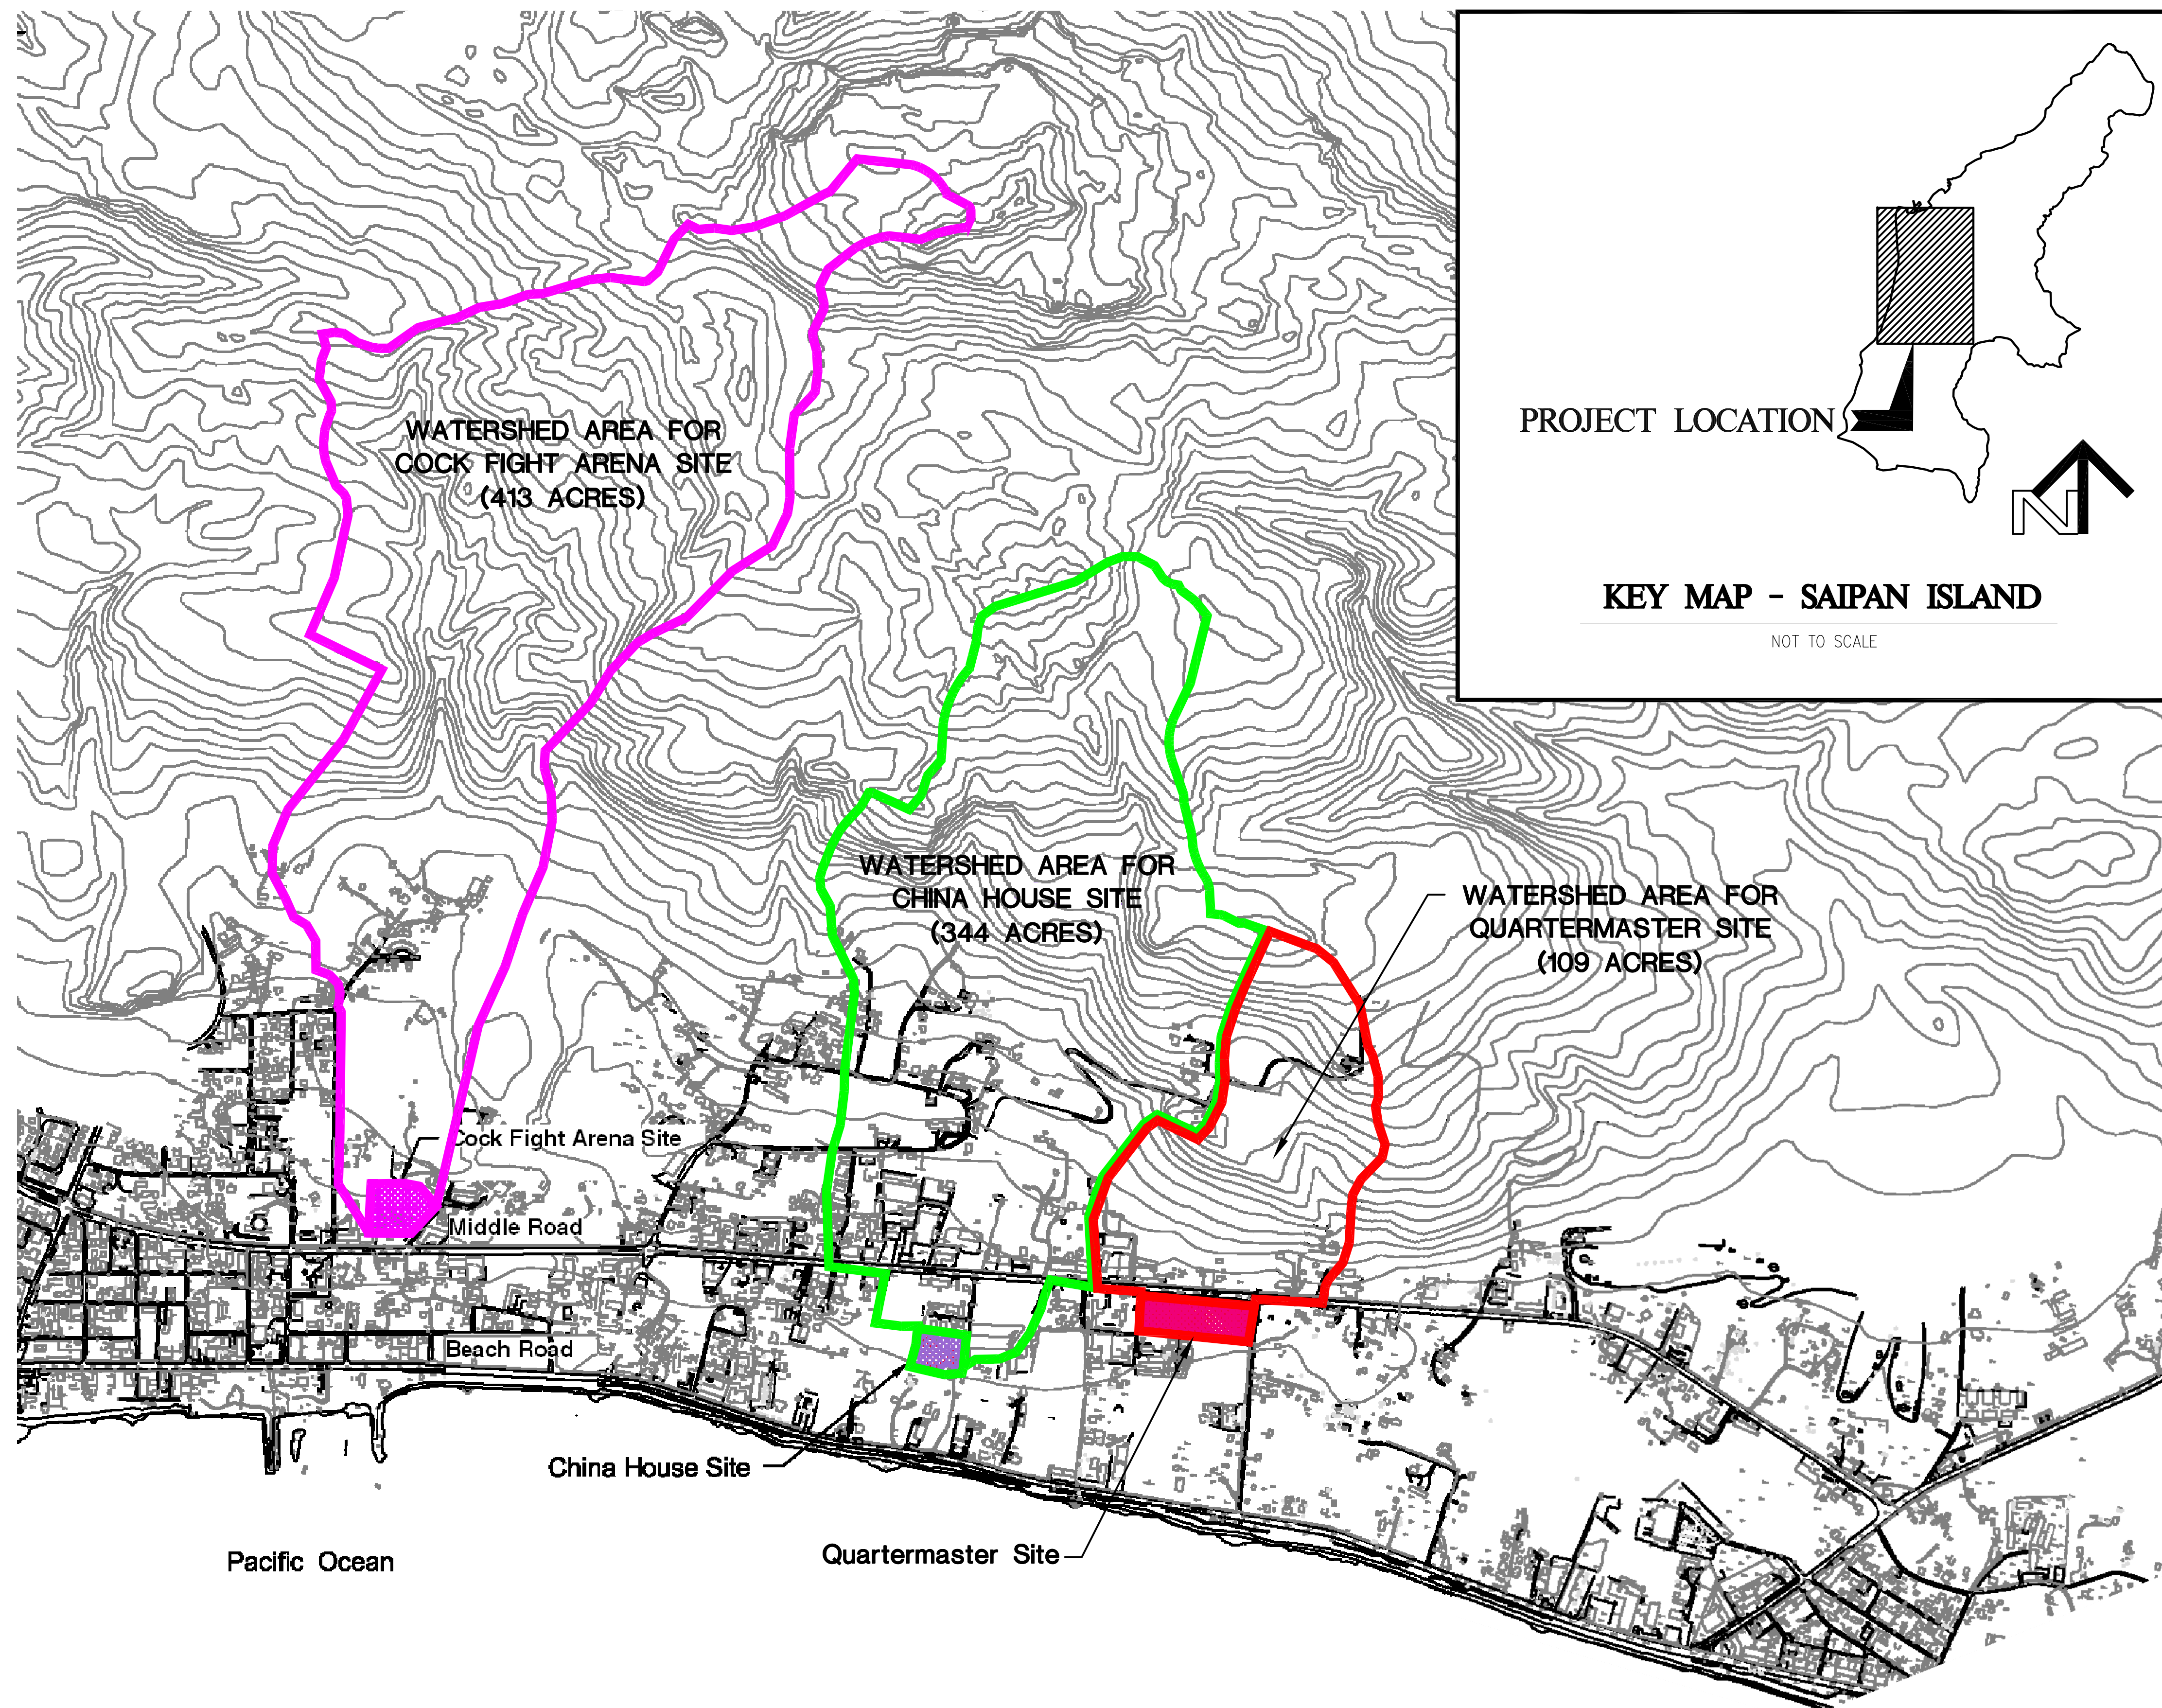 WATERSHED AREA FOR
COCK FIGHT ARENA SITE
(413 ACRES)
PROJECT LOCATION
N
KEY MAP - SAIPAN ISLAND
NOT TO SCALE
WATERSHED AREA FOR
CHINA HOUSE SITE
(344 ACRES)
WATERSHED AREA FOR
QUARTERMASTER SITE
(109 ACRES)
Cock Fight Arena Site
Middle Road
Beach Road
China House Site
Quartermaster Site
Pacific Ocean